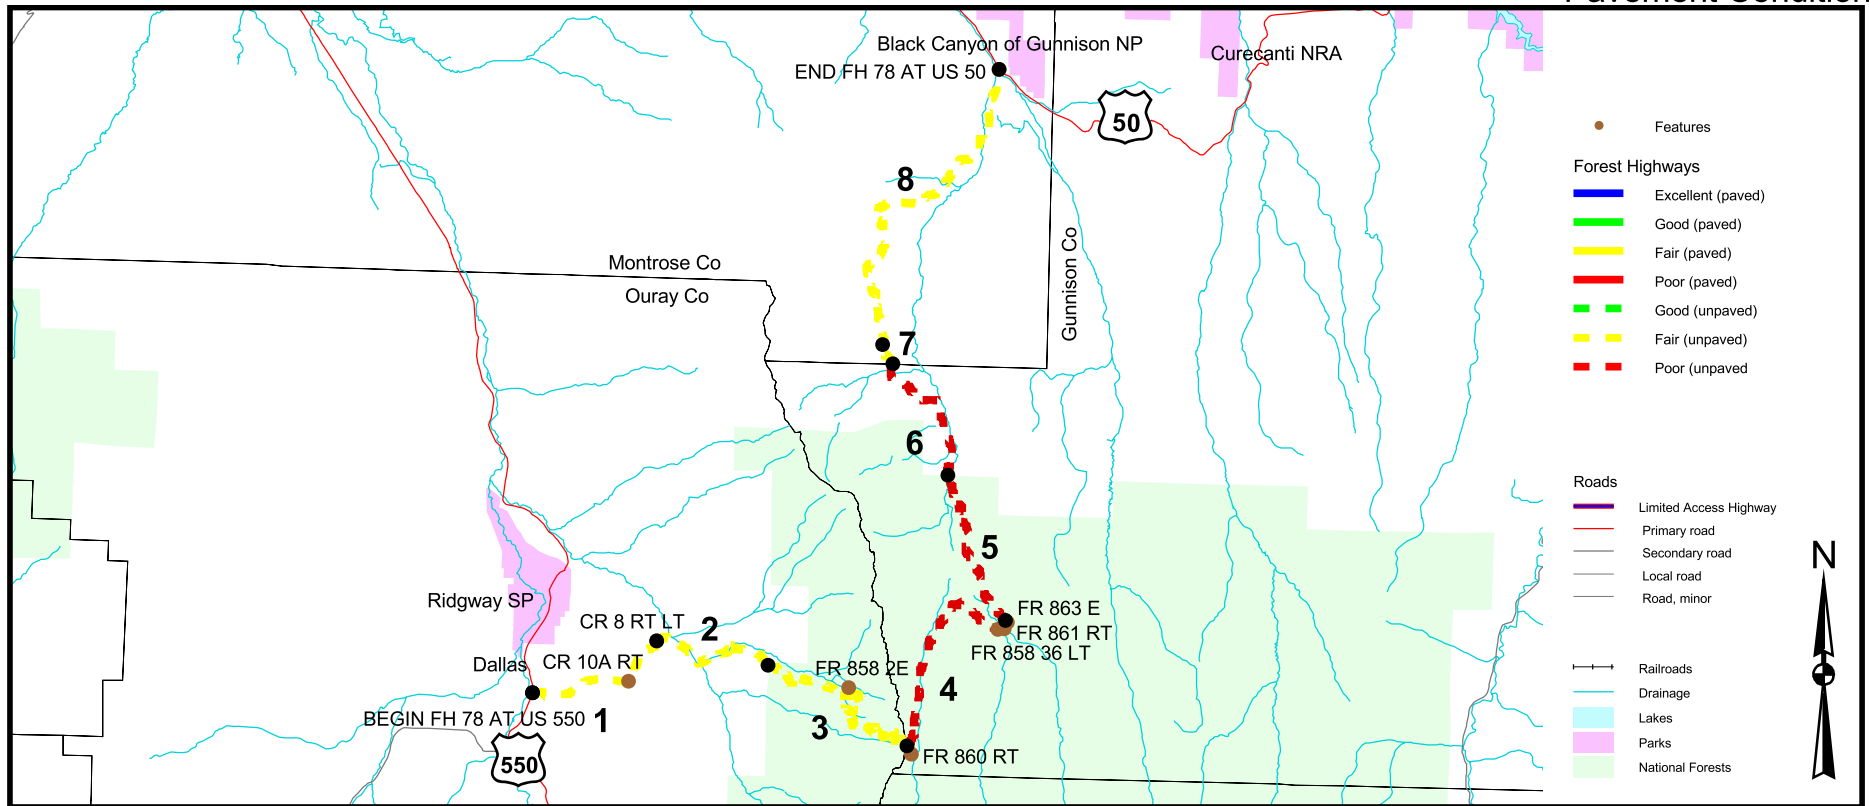 Pavement Condition
Black Canyon of Gunnison NP
END FH 78 AT US 50
Curecanti NRA
50
8
Montrose Co
Ouray Co
Gunnison Co
7
6
5
Ridgway SP
CR 8 RT LT
2
FR 863 E
FR 861 RT
FR 858 36 LT
Dallas
CR 10A RT
FR 858 2E
4
BEGIN FH 78 AT US 550
1
3
FR 860 RT
550
Features
Forest Highways
Excellent (paved)
Good (paved)
Fair (paved)
Poor (paved)
Good (unpaved)
Fair (unpaved)
Poor (unpaved
Roads
Limited Access Highway
Primary road
Secondary road
Local road
Road, minor
Railroads
Drainage
Lakes
Parks
National Forests
N